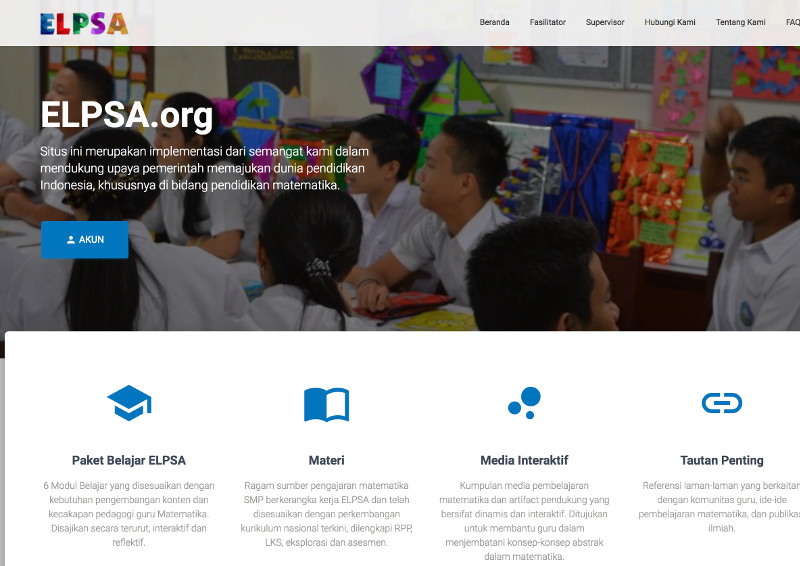 ELPSA
Beranda Fasilitator Supervisor Hubungi Kami Tentang Kami FAQ
ELPSA.org
Situs ini merupakan implementasi dari semangat kami dalam
mendukung upaya pemerintah memajukan dunia pendidikan
Indonesia, khususnya di bidang pendidikan matematika.
AKUN
Paket Belajar ELPSA
6 Modul Belajar yang disesuaikan dengan
kebutuhan pengembangan konten dan
kecakapan pedagogi guru Matematika.
Disajikan secara terurut, interaktif dan
reflektif.
Materi
Ragam sumber pengajaran matematika
SMP berkerangka kerja ELPSA dan telah
disesuaikan dengan perkembangan
kurikulum nasional terkini, dilengkapi RPP,
LKS, eksplorasi dan asesmen.
Media Interaktif
Kumpulan media pembelajaran
matematika dan artifact pendukung yang
bersifat dinamis dan interaktif. Ditujukan
untuk membantu guru dalam
menjembatani konsep-konsep abstrak
dalam matematika.
Tautan Penting
Referensi laman-laman yang berkaitan
dengan komunitas guru, ide-ide
pembelajaran matematika, dan publikas
ilmiah.